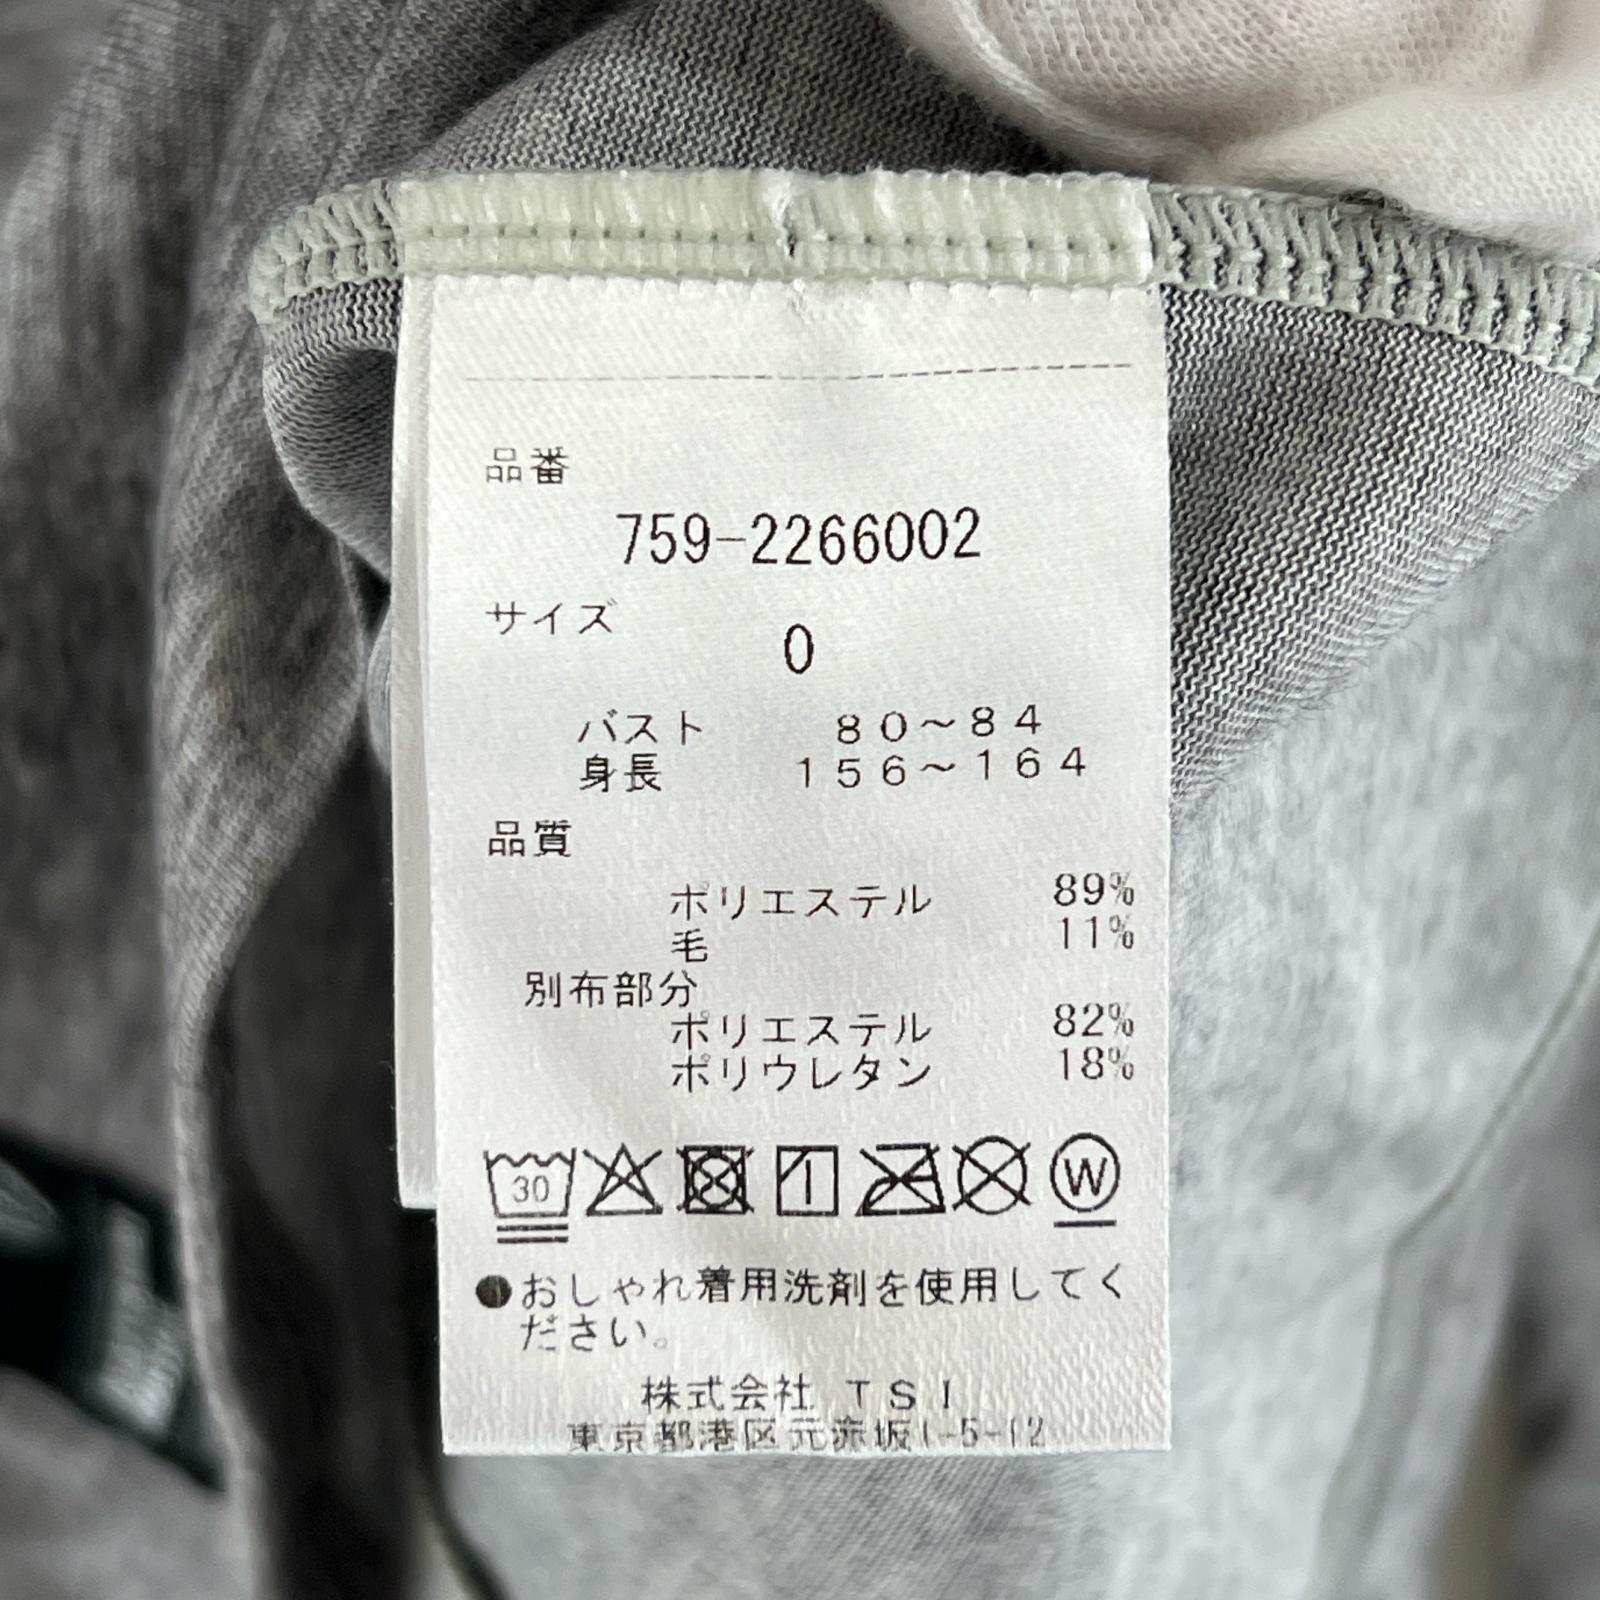 品番
759-2266002
サイズ
0
バスト 80～84
身長 156～164
品質
ポリエステル 89%
毛 11%
別布部分
ポリエステル 82%
ポリウレタン 18%
30 W
●おしゃれ着用洗剤を使用してく
ださい。
株式会社 TSI
東京都港区元赤坂1-5-12